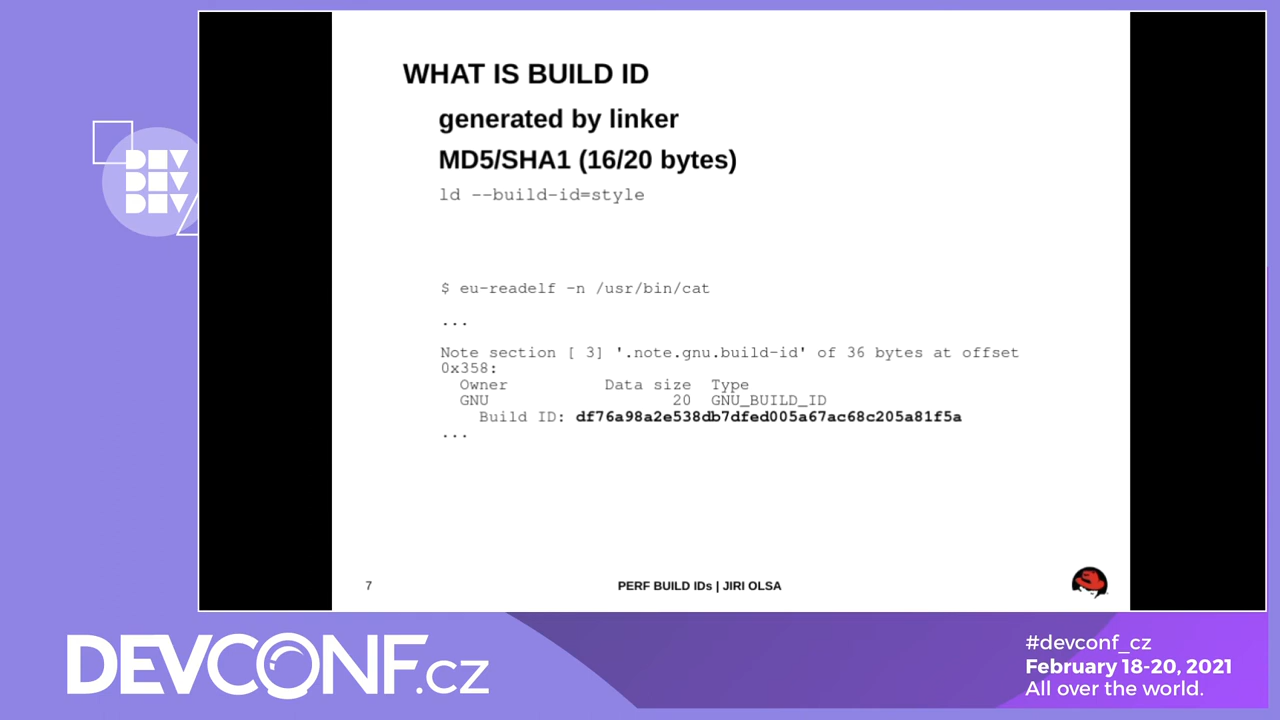 WHAT IS BUILD ID
generated by linker
MD5/SHA1 (16/20 bytes)
ld --build-id=style
$ eu-readelf -n /usr/bin/cat
...
Note section [ 3] '.note.gnu.build-id' of 36 bytes at offset
0x358:
Owner Data size Type
GNU 20 GNU_BUILD_ID
Build ID: df76a98a2e538db7dfed005a67ac68c205a81f5a
...
7 PERF BUILD IDs | JIRI OLSA
DEV
DEV
DEV
DEVCONF.cz
#devconf_cz
February 18-20, 2021
All over the world.